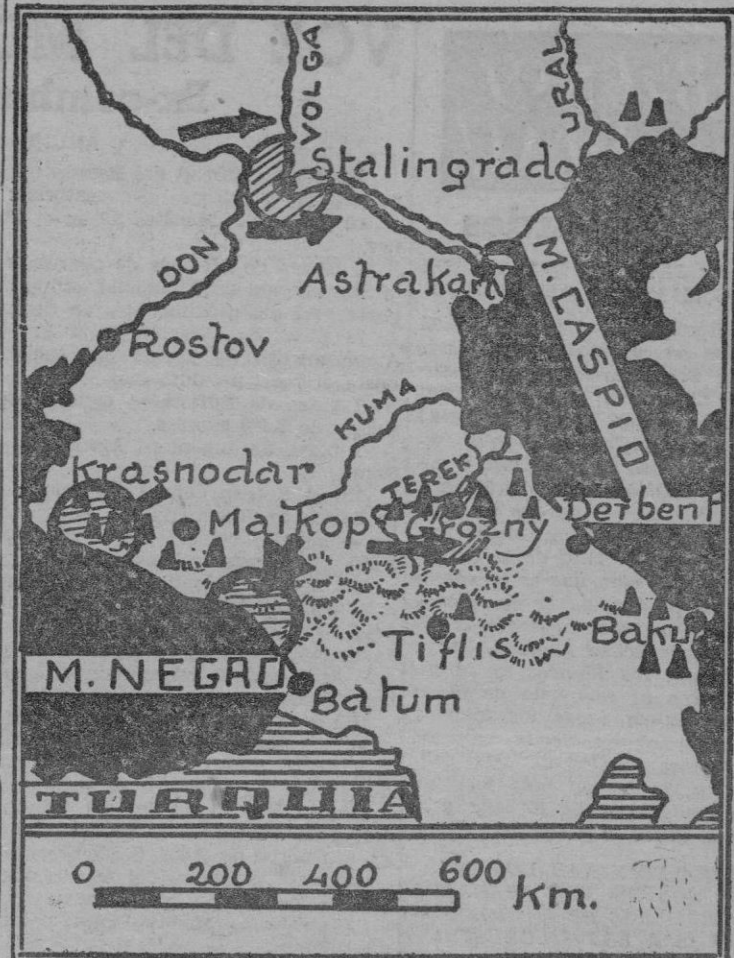 VOLGA
URAL
Stalingrado
DON
Astrakan
M. CASPIO
Rostov
KUMA
Krasnodar
TEREK
Maikop
Grozny
Derbent
Tiflis
Baku
M. NEGRO
Batum
TURQUIA
0 200 400 600 Km.